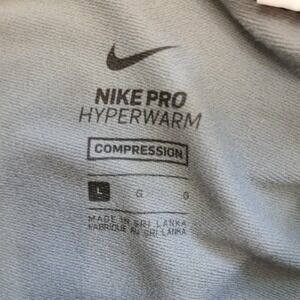 NIKE PRO
HYPERWARM
COMPRESSION
L G G
MADE IN SRI LANKA
FABRIQUÉ AU SRI LANKA